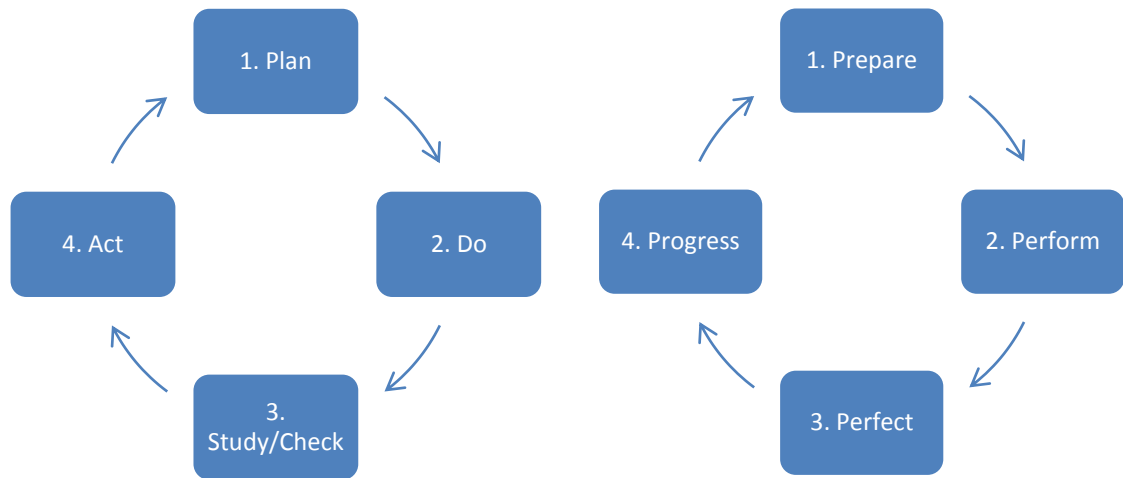 1. Plan
2. Do
3.
Study/Check
4. Act
1. Prepare
2. Perform
3. Perfect
4. Progress